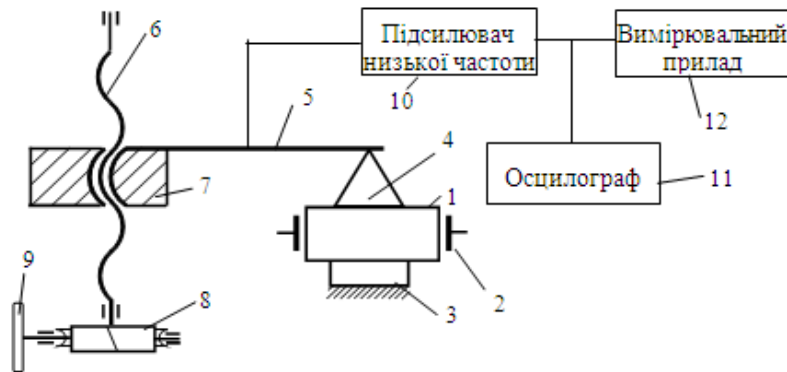 6
Підсилювач
низької частоти
10
Вимірювальний
прилад
12
5
4
7
1
Осцилограф
11
9
8
3
2